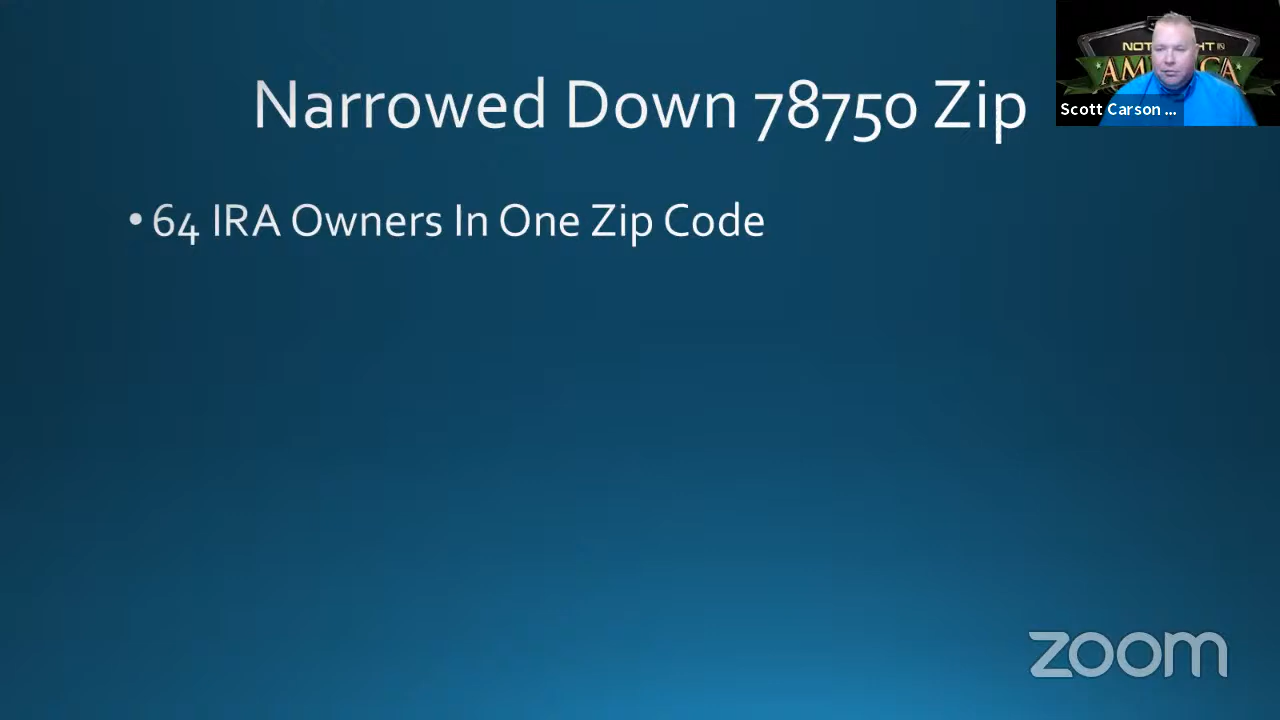 Narrowed Down 78750 Zip
• 64 IRA Owners In One Zip Code
Scott Carson ...
zoom